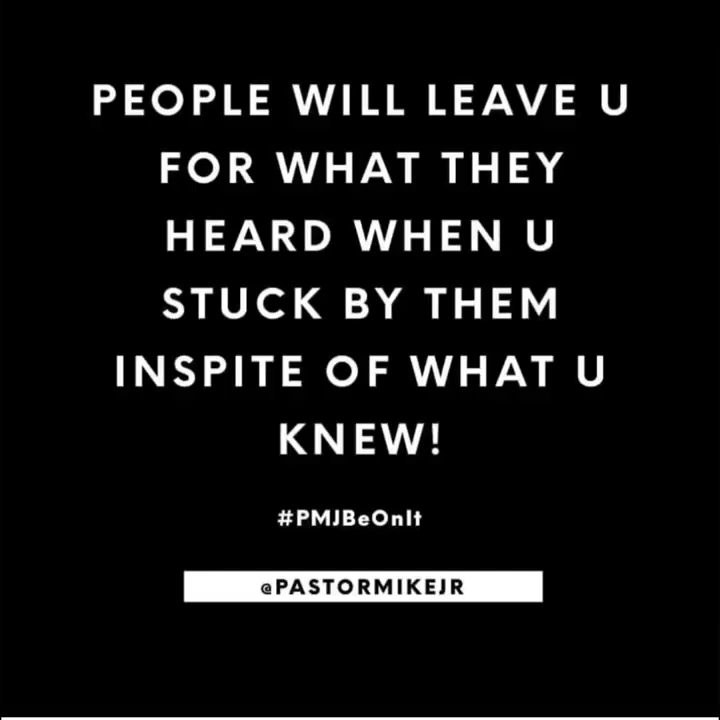 PEOPLE WILL LEAVE U
FOR WHAT THEY
HEARD WHEN U
STUCK BY THEM
INSPITE OF WHAT U
KNEW!
#PMJBeOnIt
@PASTORMIKEJR